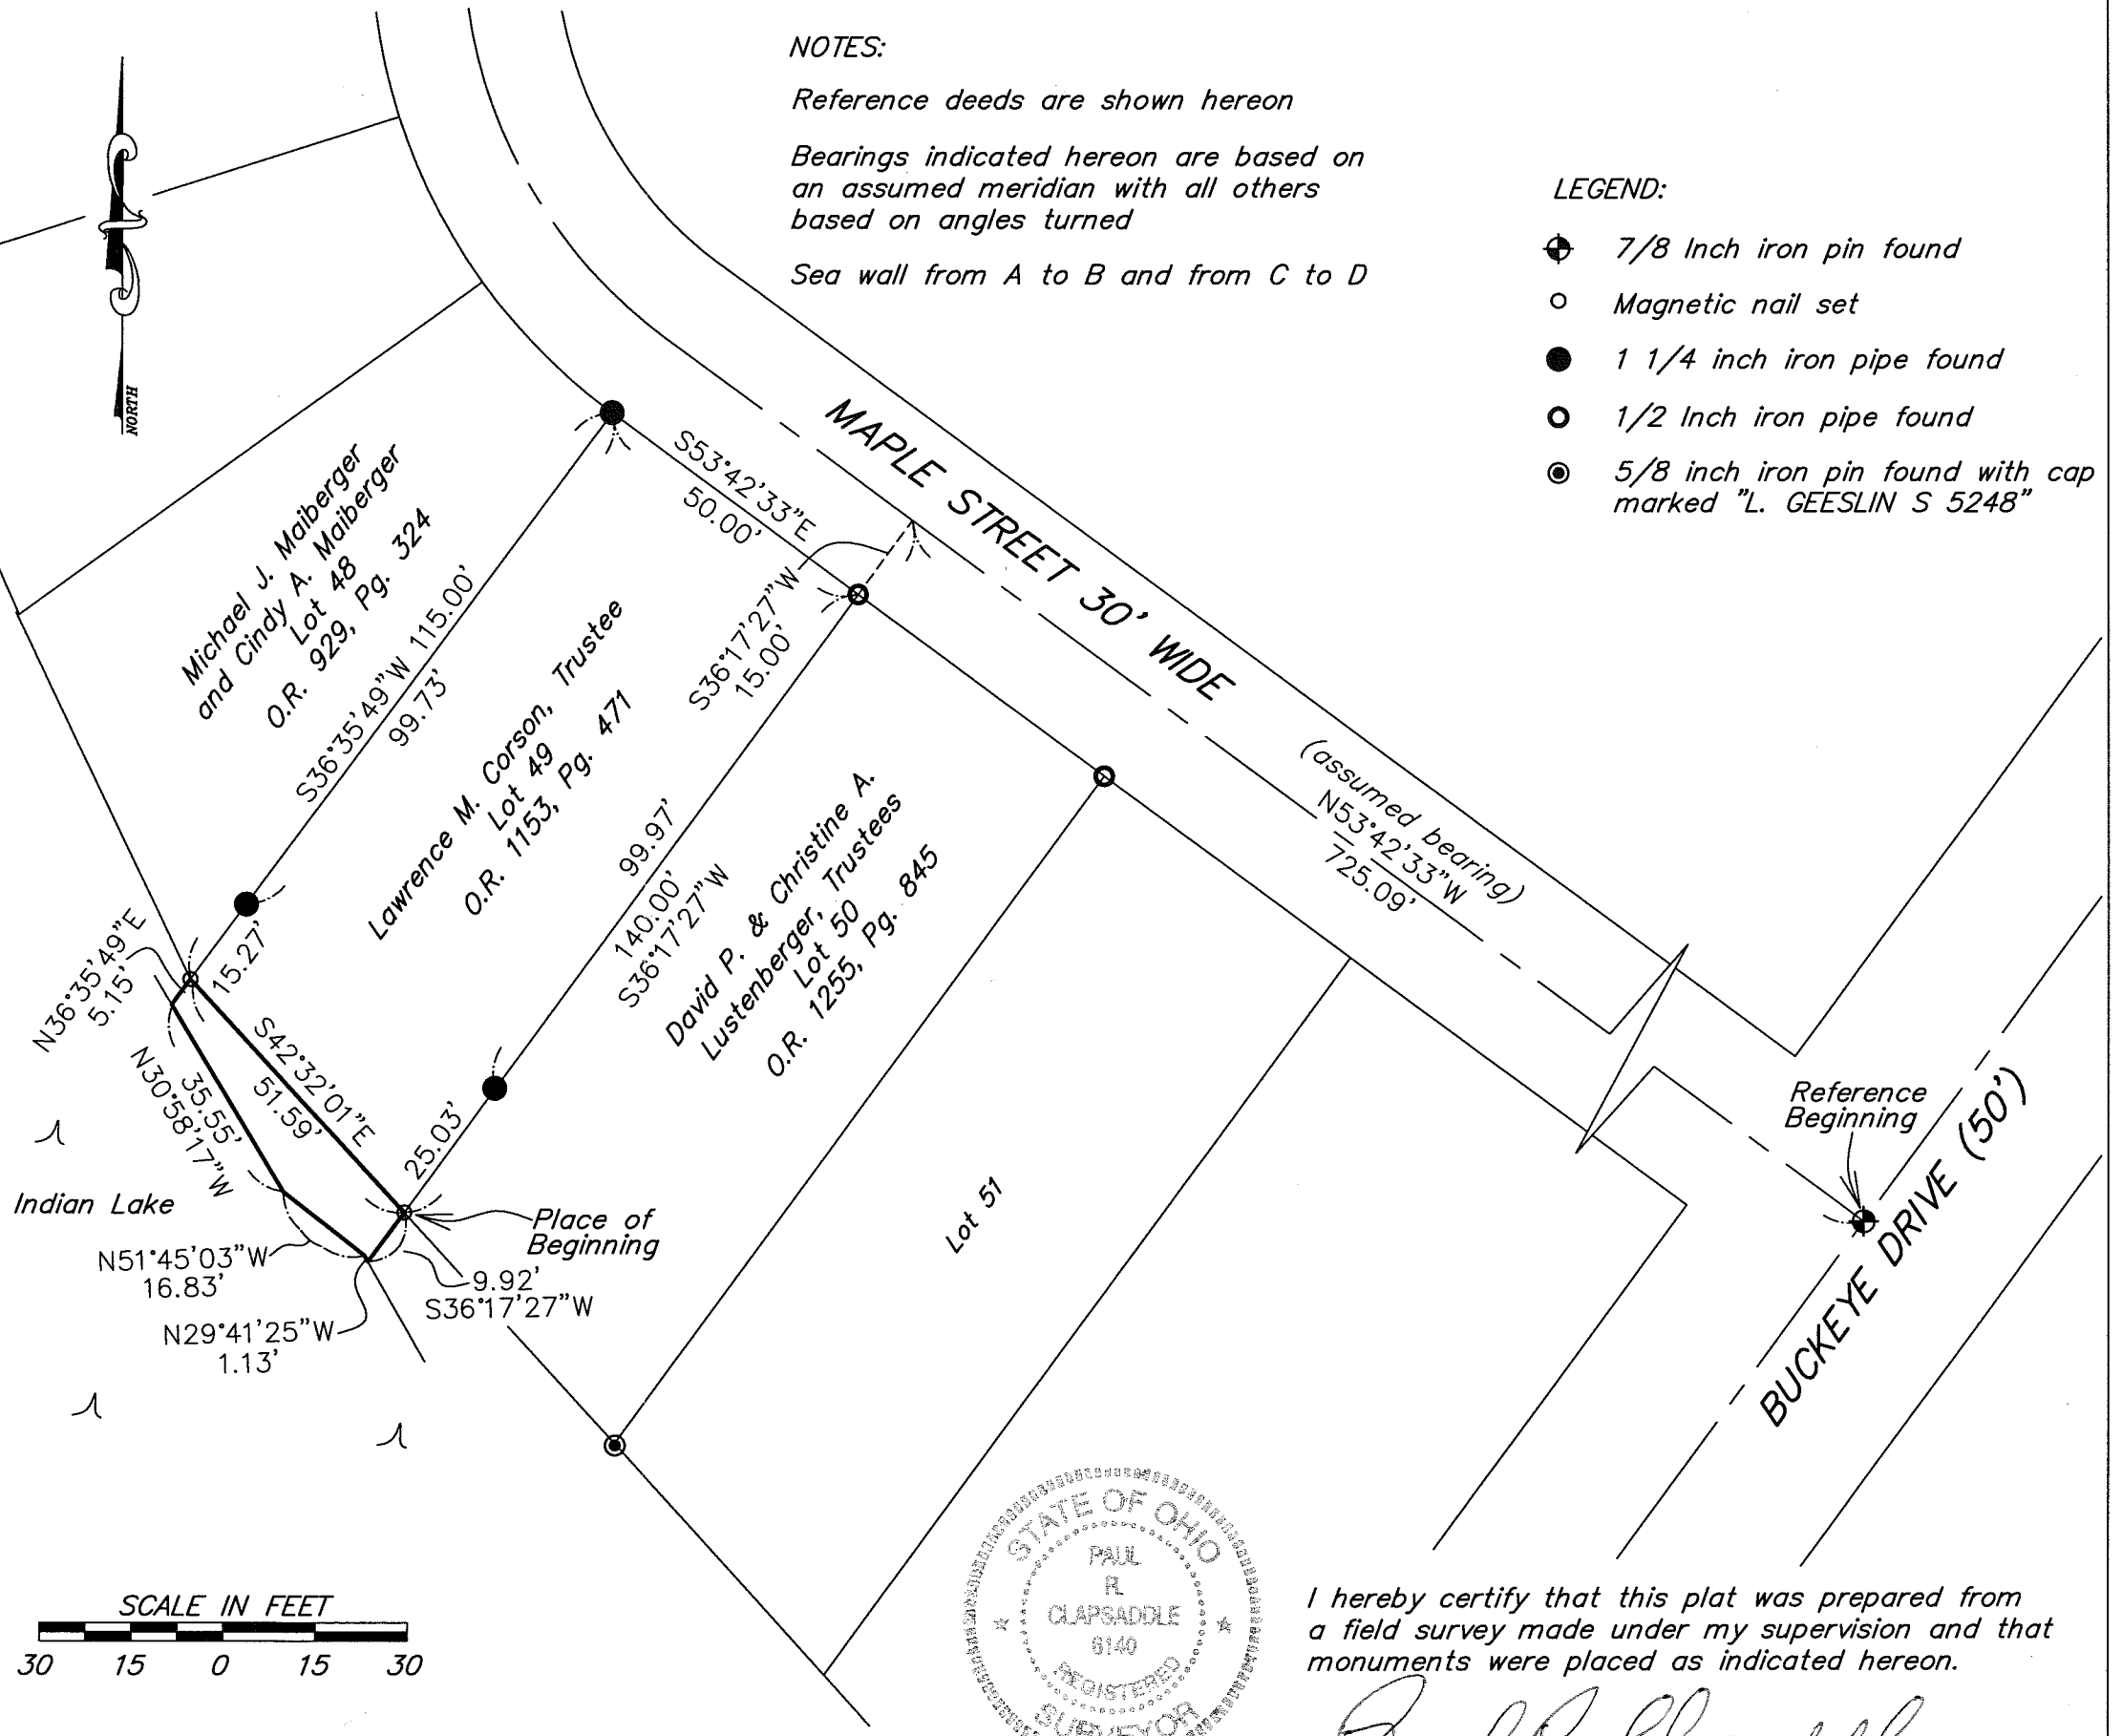 NOTES:
Reference deeds are shown hereon
Bearings indicated hereon are based on
an assumed meridian with all others
based on angles turned
Sea wall from A to B and from C to D
LEGEND:
7/8 Inch iron pin found
Magnetic nail set
1 1/4 inch iron pipe found
1/2 Inch iron pipe found
5/8 inch iron pin found with cap
marked "L. GEESLIN S 5248"
NORTH
MAPLE STREET 30' WIDE
S53°42'33"E
50.00'
Michael J. Maiberger
and Cindy A. Maiberger
Lot 48
O.R. 929, Pg. 324
S36°35'49"W 115.00'
99.73'
Lawrence M. Corson, Trustee
Lot 49
O.R. 1153, Pg. 471
S36°17'27"W
15.00'
99.97'
140.00'
S36°17'27"W
David P. & Christine A.
Lustenberger, Trustees
Lot 50
O.R. 1255, Pg. 845
(assumed bearing)
N53°42'33"W
725.09'
N36°35'49"E
5.15'
15.27'
S42°32'01"E
51.59'
35.55'
N30°58'17"W
25.03'
Indian Lake
Place of
Beginning
N51°45'03"W
16.83'
9.92'
S36°17'27"W
N29°41'25"W
1.13'
Lot 51
Reference
Beginning
BUCKEYE DRIVE (50')
SCALE IN FEET
30 15 0 15 30
STATE OF OHIO
PAUL
R.
CLAPSADDLE
6140
REGISTERED
SURVEYOR
I hereby certify that this plat was prepared from
a field survey made under my supervision and that
monuments were placed as indicated hereon.